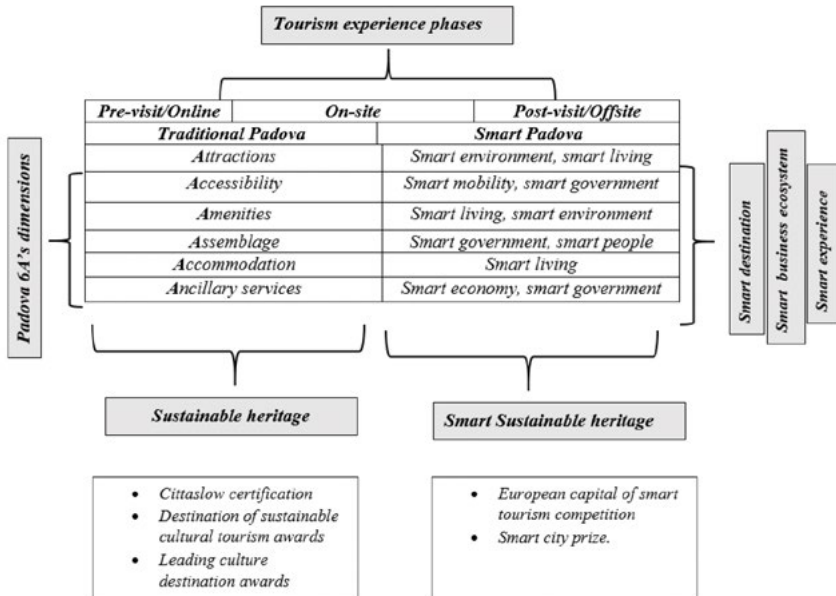 Tourism experience phases
Pre-visit/Online On-site Post-visit/Offsite
Traditional Padova Smart Padova
Attractions Smart environment, smart living
Accessibility Smart mobility, smart government
Amenities Smart living, smart environment
Assemblage Smart government, smart people
Accommodation Smart living
Ancillary services Smart economy, smart government
Padova 6A's dimensions
Smart destination
Smart business ecosystem
Smart experience
Sustainable heritage
Smart Sustainable heritage
• Cittaslow certification
• Destination of sustainable
cultural tourism awards
• Leading culture
destination awards
• European capital of smart
tourism competition
• Smart city prize.